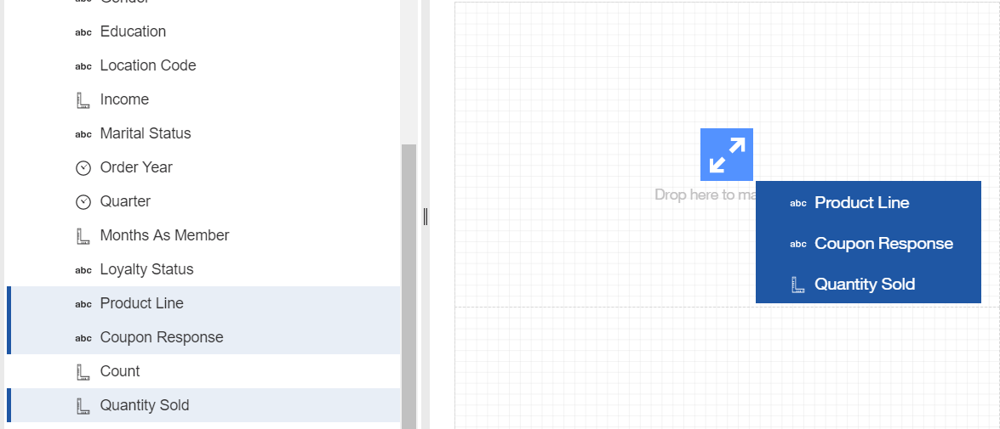 abc Gender
abc Education
abc Location Code
Income
abc Marital Status
Order Year
Quarter
Months As Member
abc Loyalty Status
abc Product Line
abc Coupon Response
Count
Quantity Sold
Drop here to ma
abc Product Line
abc Coupon Response
Quantity Sold